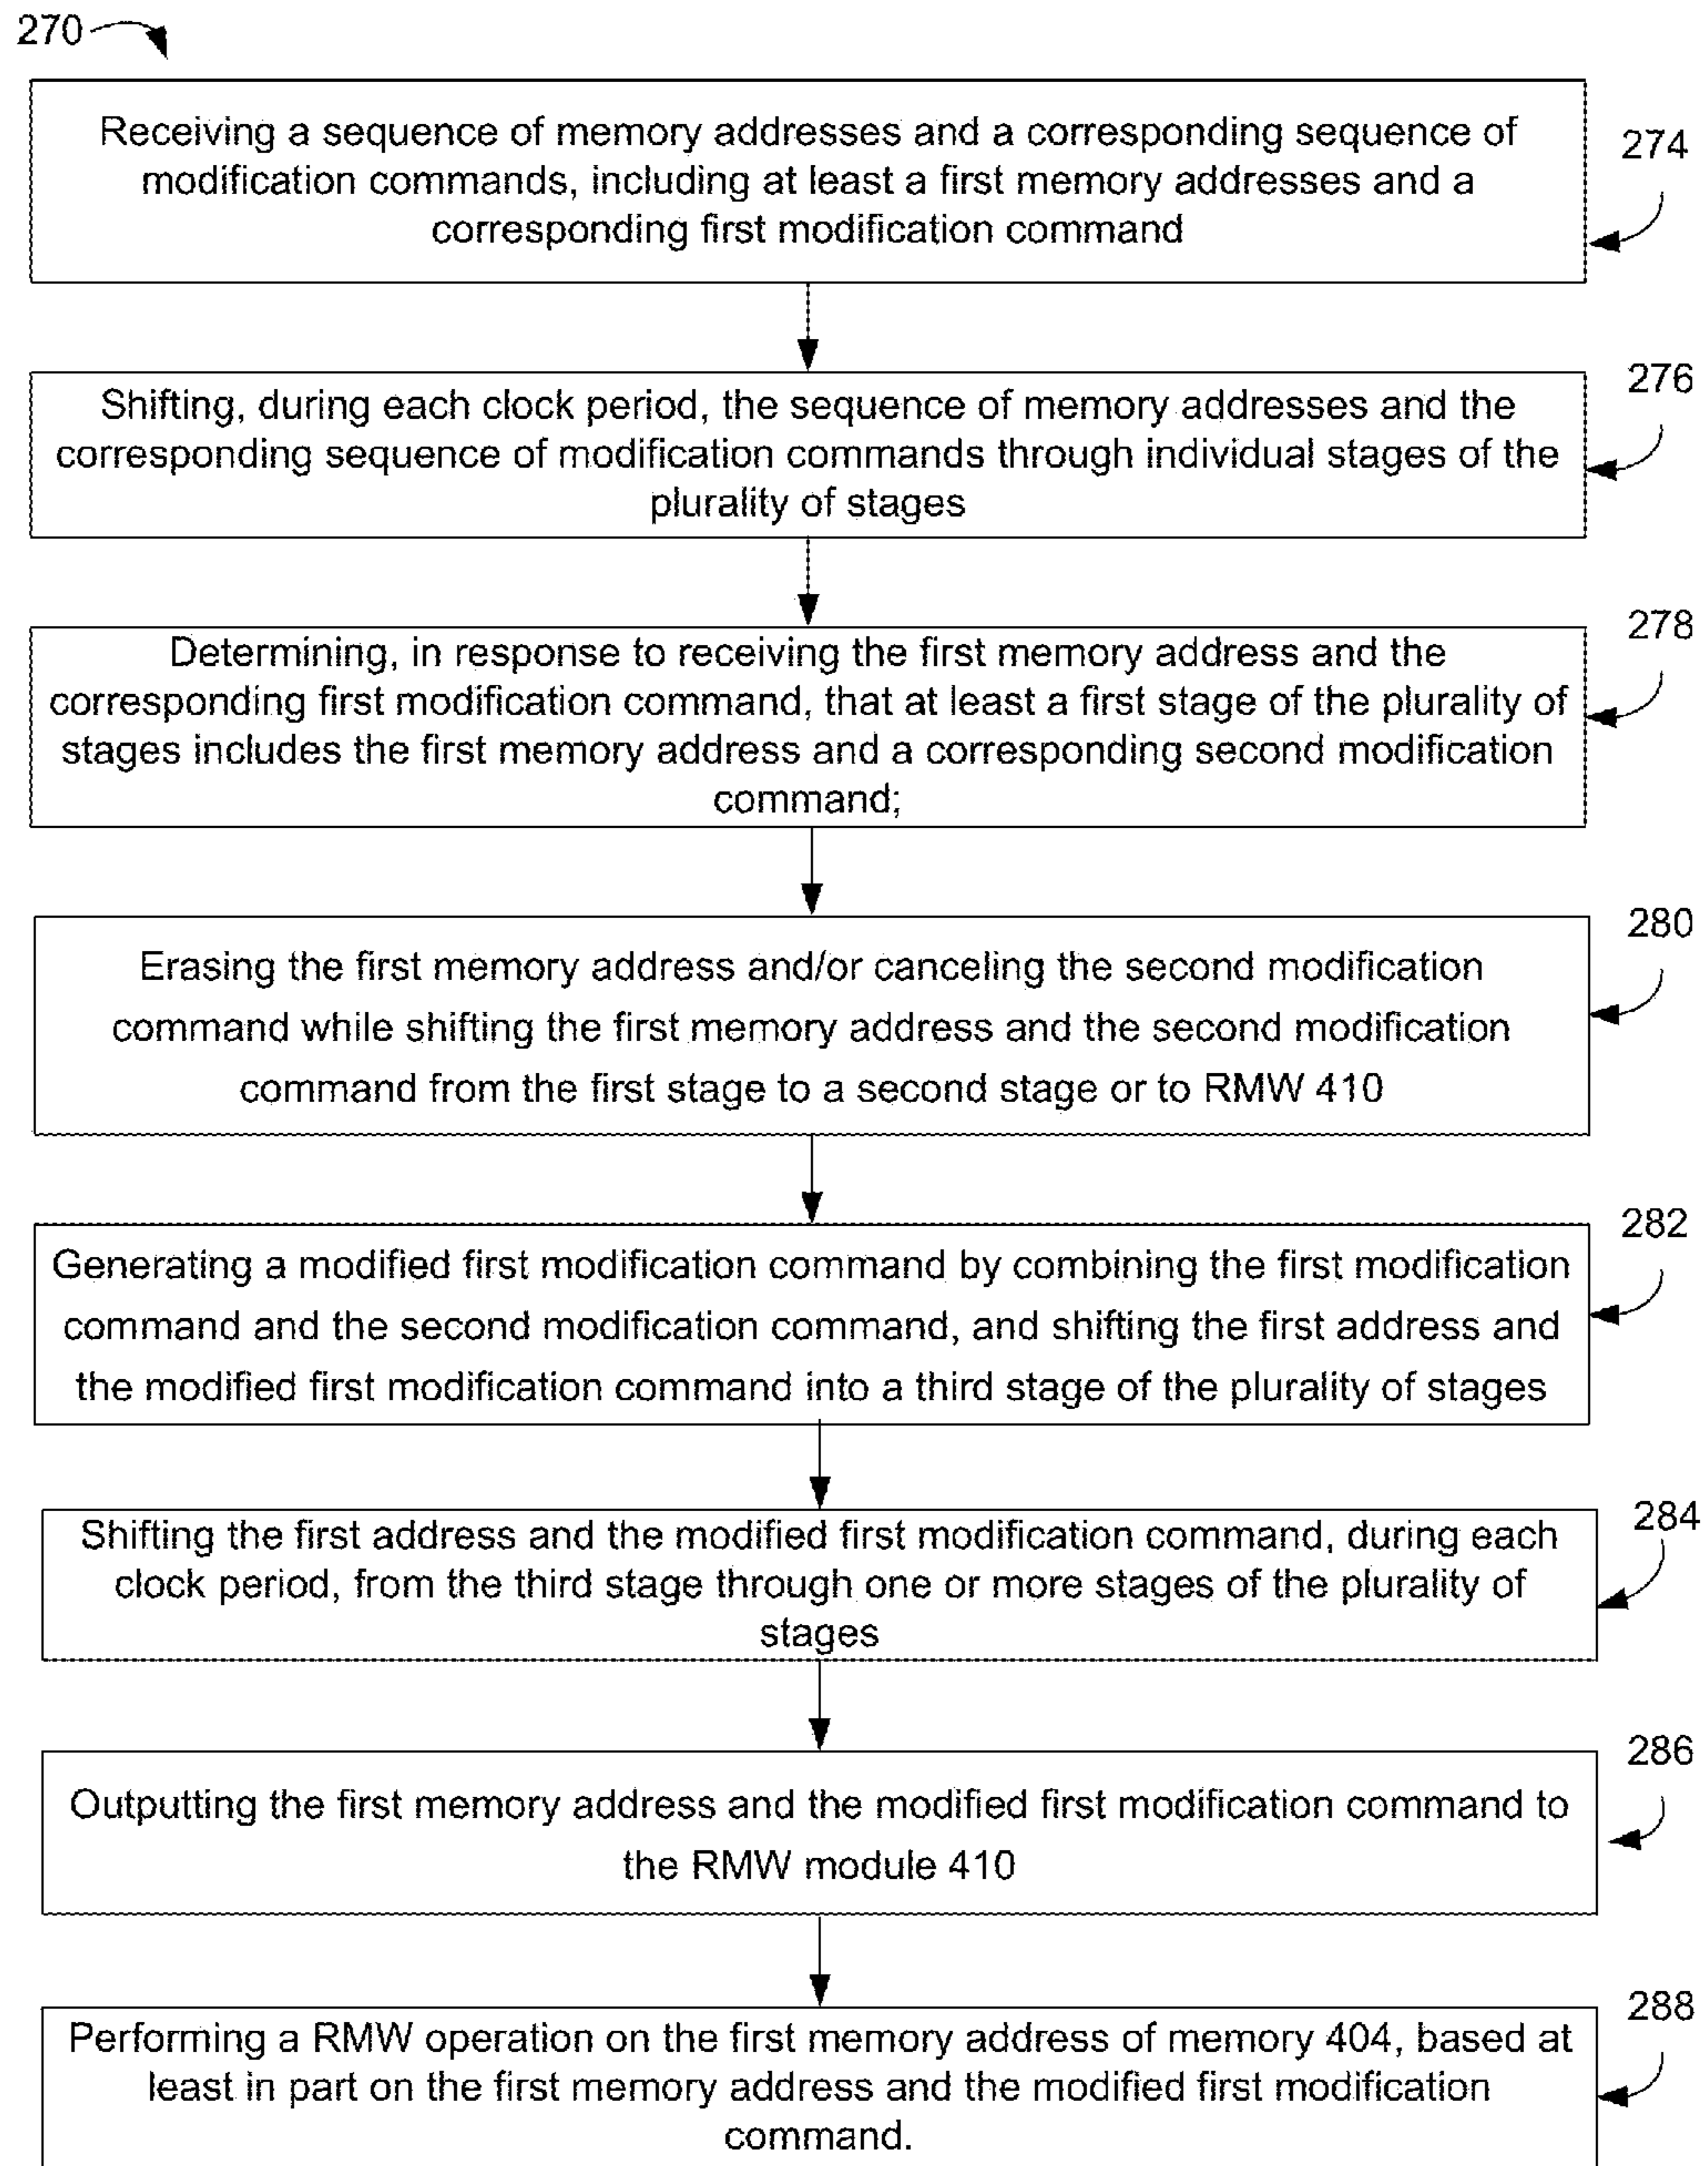 270
Receiving a sequence of memory addresses and a corresponding sequence of
modification commands, including at least a first memory addresses and a
corresponding first modification command
274
Shifting, during each clock period, the sequence of memory addresses and the
corresponding sequence of modification commands through individual stages of the
plurality of stages
276
Determining, in response to receiving the first memory address and the
corresponding first modification command, that at least a first stage of the plurality of
stages includes the first memory address and a corresponding second modification
command;
278
Erasing the first memory address and/or canceling the second modification
command while shifting the first memory address and the second modification
command from the first stage to a second stage or to RMW 410
280
Generating a modified first modification command by combining the first modification
command and the second modification command, and shifting the first address and
the modified first modification command into a third stage of the plurality of stages
282
Shifting the first address and the modified first modification command, during each
clock period, from the third stage through one or more stages of the plurality of
stages
284
Outputting the first memory address and the modified first modification command to
the RMW module 410
286
Performing a RMW operation on the first memory address of memory 404, based at
least in part on the first memory address and the modified first modification
command.
288